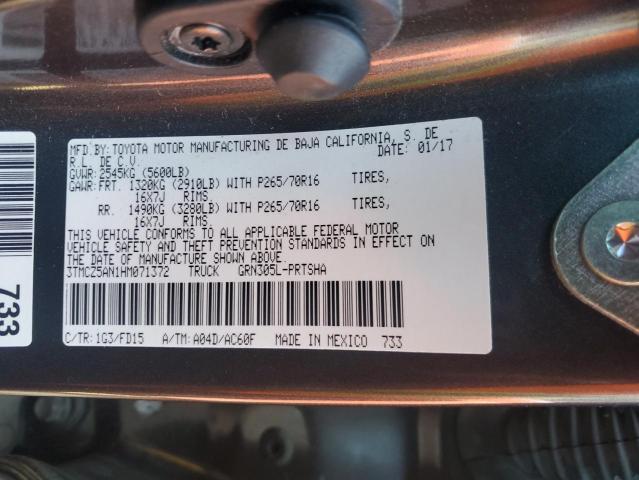 MFD.BY:TOYOTA MOTOR MANUFACTURING DE BAJA CALIFORNIA, S. DE
R.L. DE C.V. DATE: 01/17
GVWR:2545KG (5600LB)
GAWR:FRT. 1320KG (2910LB) WITH P265/70R16 TIRES,
16X7J RIMS
RR. 1490KG (3280LB) WITH P265/70R16 TIRES,
16X7J RIMS
THIS VEHICLE CONFORMS TO ALL APPLICABLE FEDERAL MOTOR
VEHICLE SAFETY AND THEFT PREVENTION STANDARDS IN EFFECT ON
THE DATE OF MANUFACTURE SHOWN ABOVE.
3TMCZ5AN1HM071372 TRUCK GRN305L-PRTSHA
C/TR:1G3/FD15 A/TM:A04D/AC60F MADE IN MEXICO 733
733